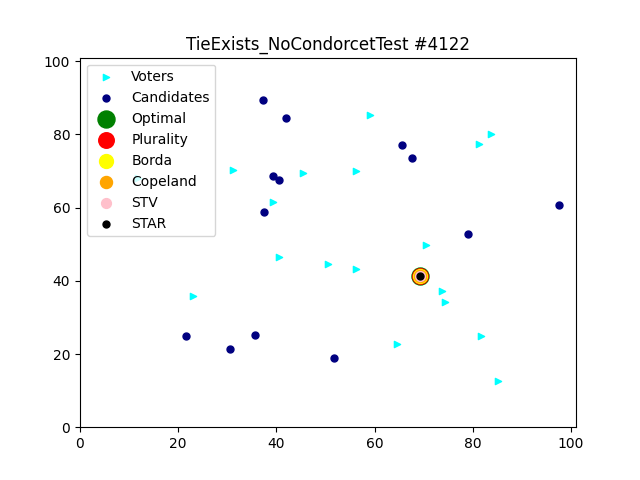 TieExists_NoCondorcetTest #4122
100
80
60
40
20
0
Voters
Candidates
Optimal
Plurality
Borda
Copeland
STV
STAR
0 20 40 60 80 100